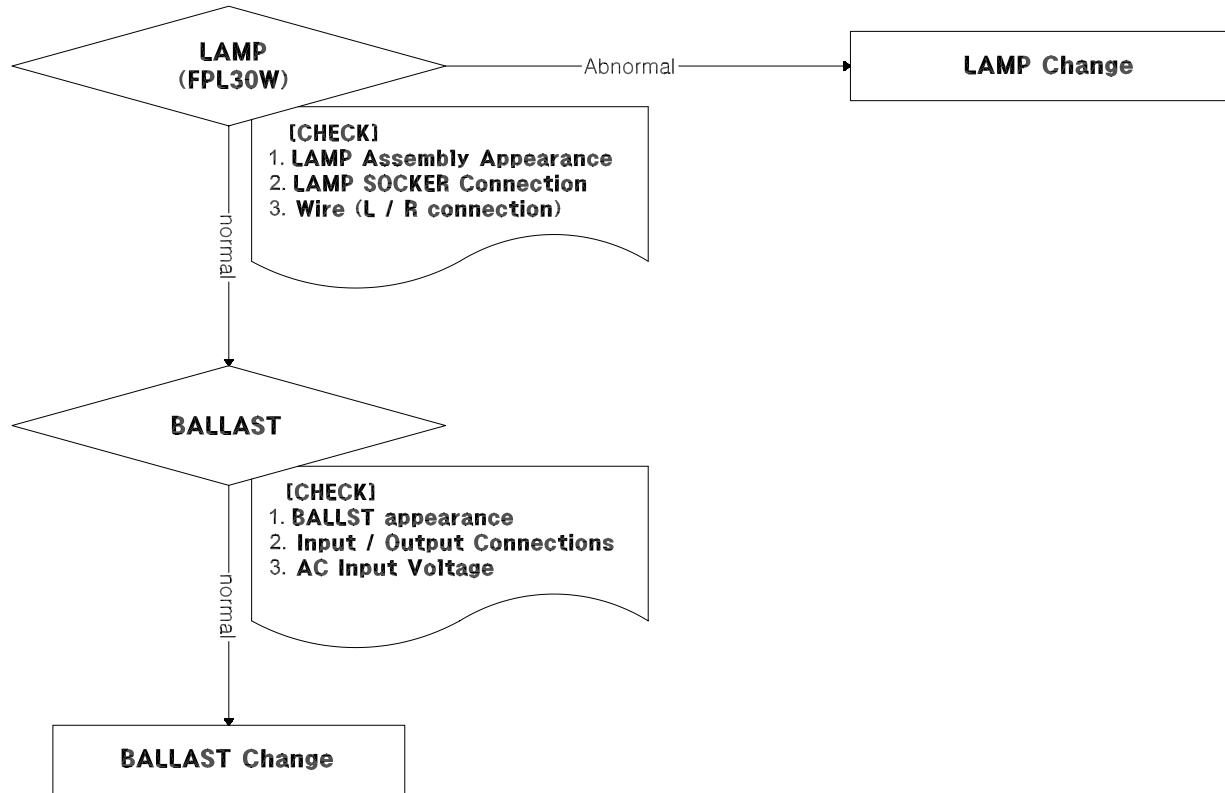 LAMP
(FPL30W)
Abnormal
LAMP Change
[CHECK]
1. LAMP Assembly Appearance
2. LAMP SOCKER Connection
3. Wire (L / R connection)
normal
BALLAST
[CHECK]
1. BALLST appearance
2. Input / Output Connections
3. AC Input Voltage
normal
BALLAST Change